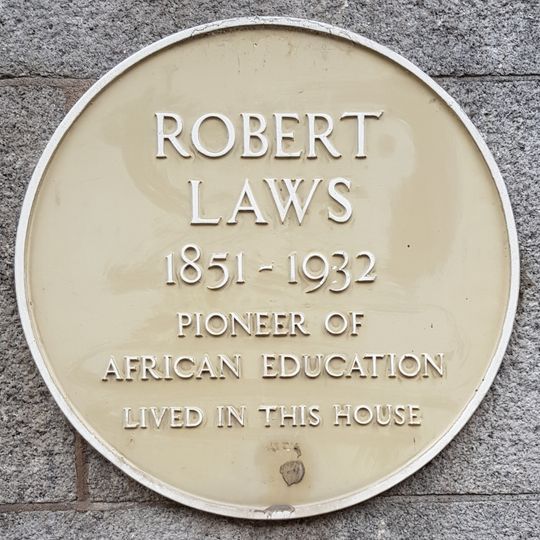 ROBERT
LAWS
1851 - 1932
PIONEER OF
AFRICAN EDUCATION
LIVED IN THIS HOUSE